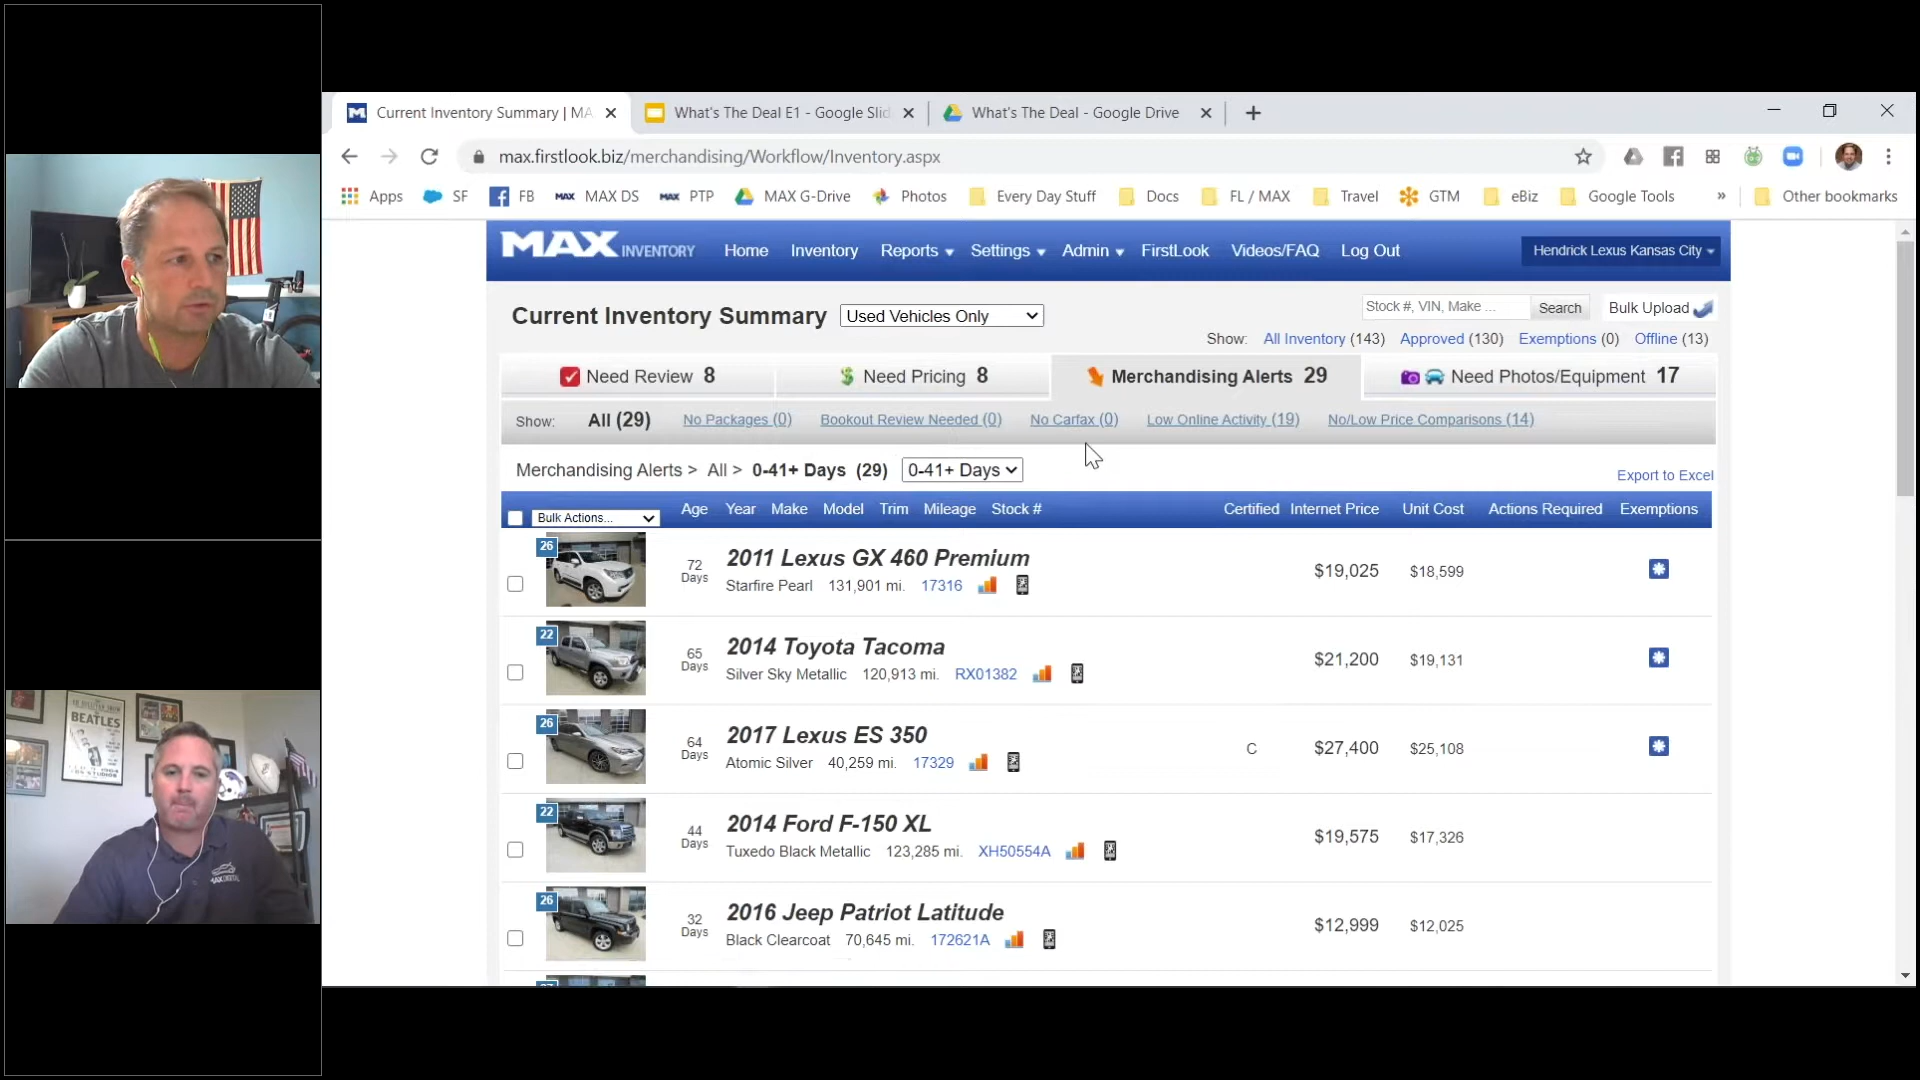 Current Inventory Summary | MA
What's The Deal E1 - Google Slid
What's The Deal - Google Drive
max.firstlook.biz/merchandising/Workflow/Inventory.aspx
Apps SF FB MAX DS MAX PTP MAX G-Drive Photos Every Day Stuff Docs FL / MAX Travel GTM eBiz Google Tools » Other bookmarks
MAX INVENTORY Home Inventory Reports Settings Admin FirstLook Videos/FAQ Log Out Hendrick Lexus Kansas City
Current Inventory Summary Used Vehicles Only Stock #, VIN, Make ... Search Bulk Upload
Show: All Inventory (143) Approved (130) Exemptions (0) Offline (13)
Need Review 8 Need Pricing 8 Merchandising Alerts 29 Need Photos/Equipment 17
Show: All (29) No Packages (0) Bookout Review Needed (0) No Carfax (0) Low Online Activity (19) No/Low Price Comparisons (14)
Merchandising Alerts > All > 0-41+ Days (29) 0-41+ Days Export to Excel
Bulk Actions... Age Year Make Model Trim Mileage Stock # Certified Internet Price Unit Cost Actions Required Exemptions
26 72 Days 2011 Lexus GX 460 Premium $19,025 $18,599
Starfire Pearl 131,901 mi. 17316
22 65 Days 2014 Toyota Tacoma $21,200 $19,131
Silver Sky Metallic 120,913 mi. RX01382
26 64 Days 2017 Lexus ES 350 C $27,400 $25,108
Atomic Silver 40,259 mi. 17329
22 44 Days 2014 Ford F-150 XL $19,575 $17,326
Tuxedo Black Metallic 123,285 mi. XH50554A
26 32 Days 2016 Jeep Patriot Latitude $12,999 $12,025
Black Clearcoat 70,645 mi. 172621A
BEATLES
MAXDIGITAL